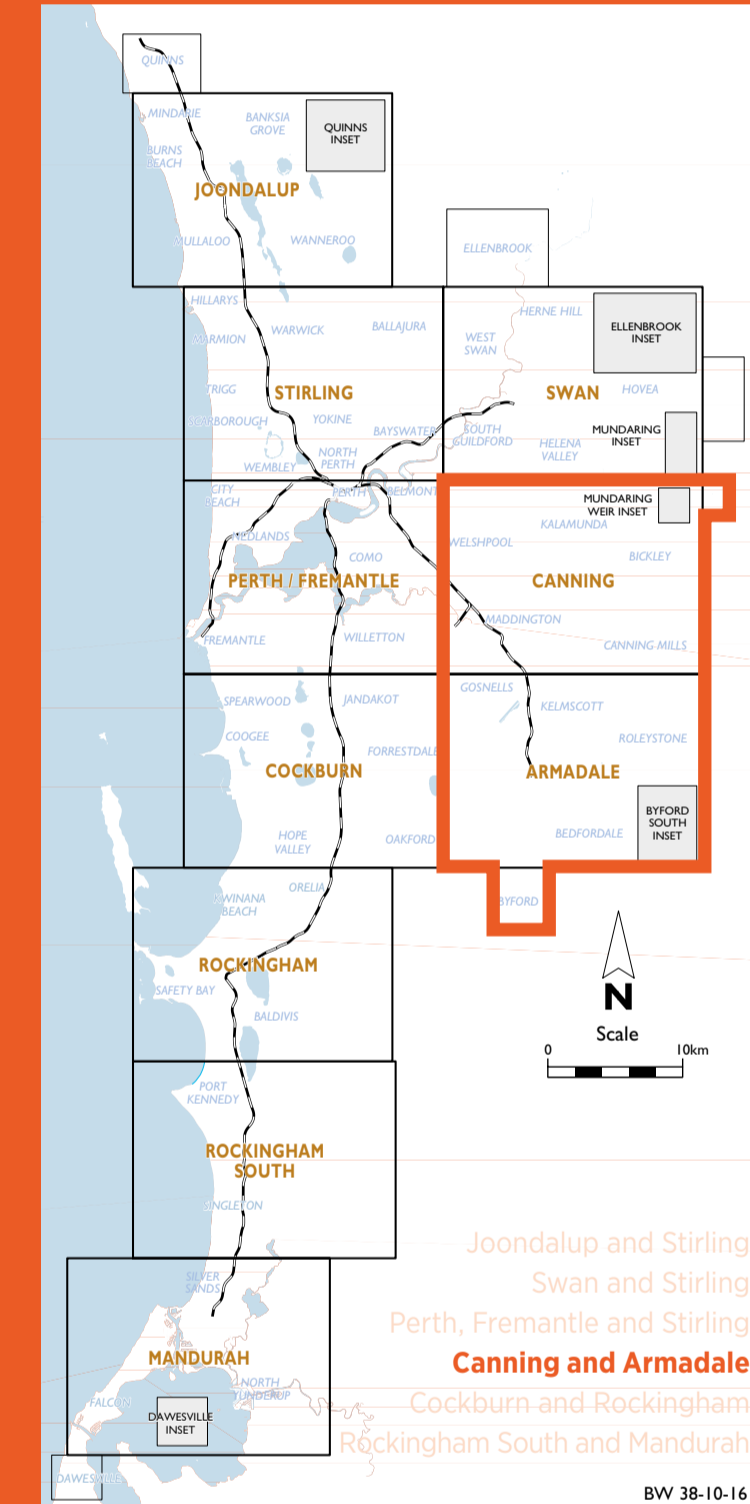 QUINNS
MINDARIE
BANKSIA
GROVE
QUINNS
INSET
BURNS
BEACH
JOONDALUP
MULLALOO
WANNEROO
ELLENBROOK
HILLARYS
HERNE HILL
WARWICK
BALLAJURA
ELLENBROOK
INSET
MARMION
WEST
SWAN
TRIGG
STIRLING
SWAN
HOVEA
SCARBOROUGH
YOKINE
BAYSWATER
SOUTH
GUILDFORD
MUNDARING
INSET
HELENA
VALLEY
NORTH
PERTH
WEMBLEY
CITY
BEACH
PERTH
BELMONT
MUNDARING
WEIR INSET
KALAMUNDA
NEDLANDS
WELSHPOOL
COMO
BICKLEY
PERTH / FREMANTLE
CANNING
MADDINGTON
FREMANTLE
WILLETTON
CANNING MILLS
GOSNELLS
SPEARWOOD
JANDAKOT
KELMSCOTT
COOGEE
FORRESTDALE
ROLEYSTONE
COCKBURN
ARMADALE
BYFORD
SOUTH
INSET
HOPE
VALLEY
OAKFORD
BEDFORDALE
ORELIA
KWINANA
BEACH
BYFORD
ROCKINGHAM
SAFETY BAY
BALDIVIS
N
Scale
0 10km
PORT
KENNEDY
ROCKINGHAM
SOUTH
SINGLETON
Joondalup and Stirling
Swan and Stirling
Perth, Fremantle and Stirling
Canning and Armadale
Cockburn and Rockingham
Rockingham South and Mandurah
SILVER
SANDS
MANDURAH
NORTH
YUNDERUP
FALCON
DAWESVILLE
INSET
DAWESVILLE
BW 38-10-16